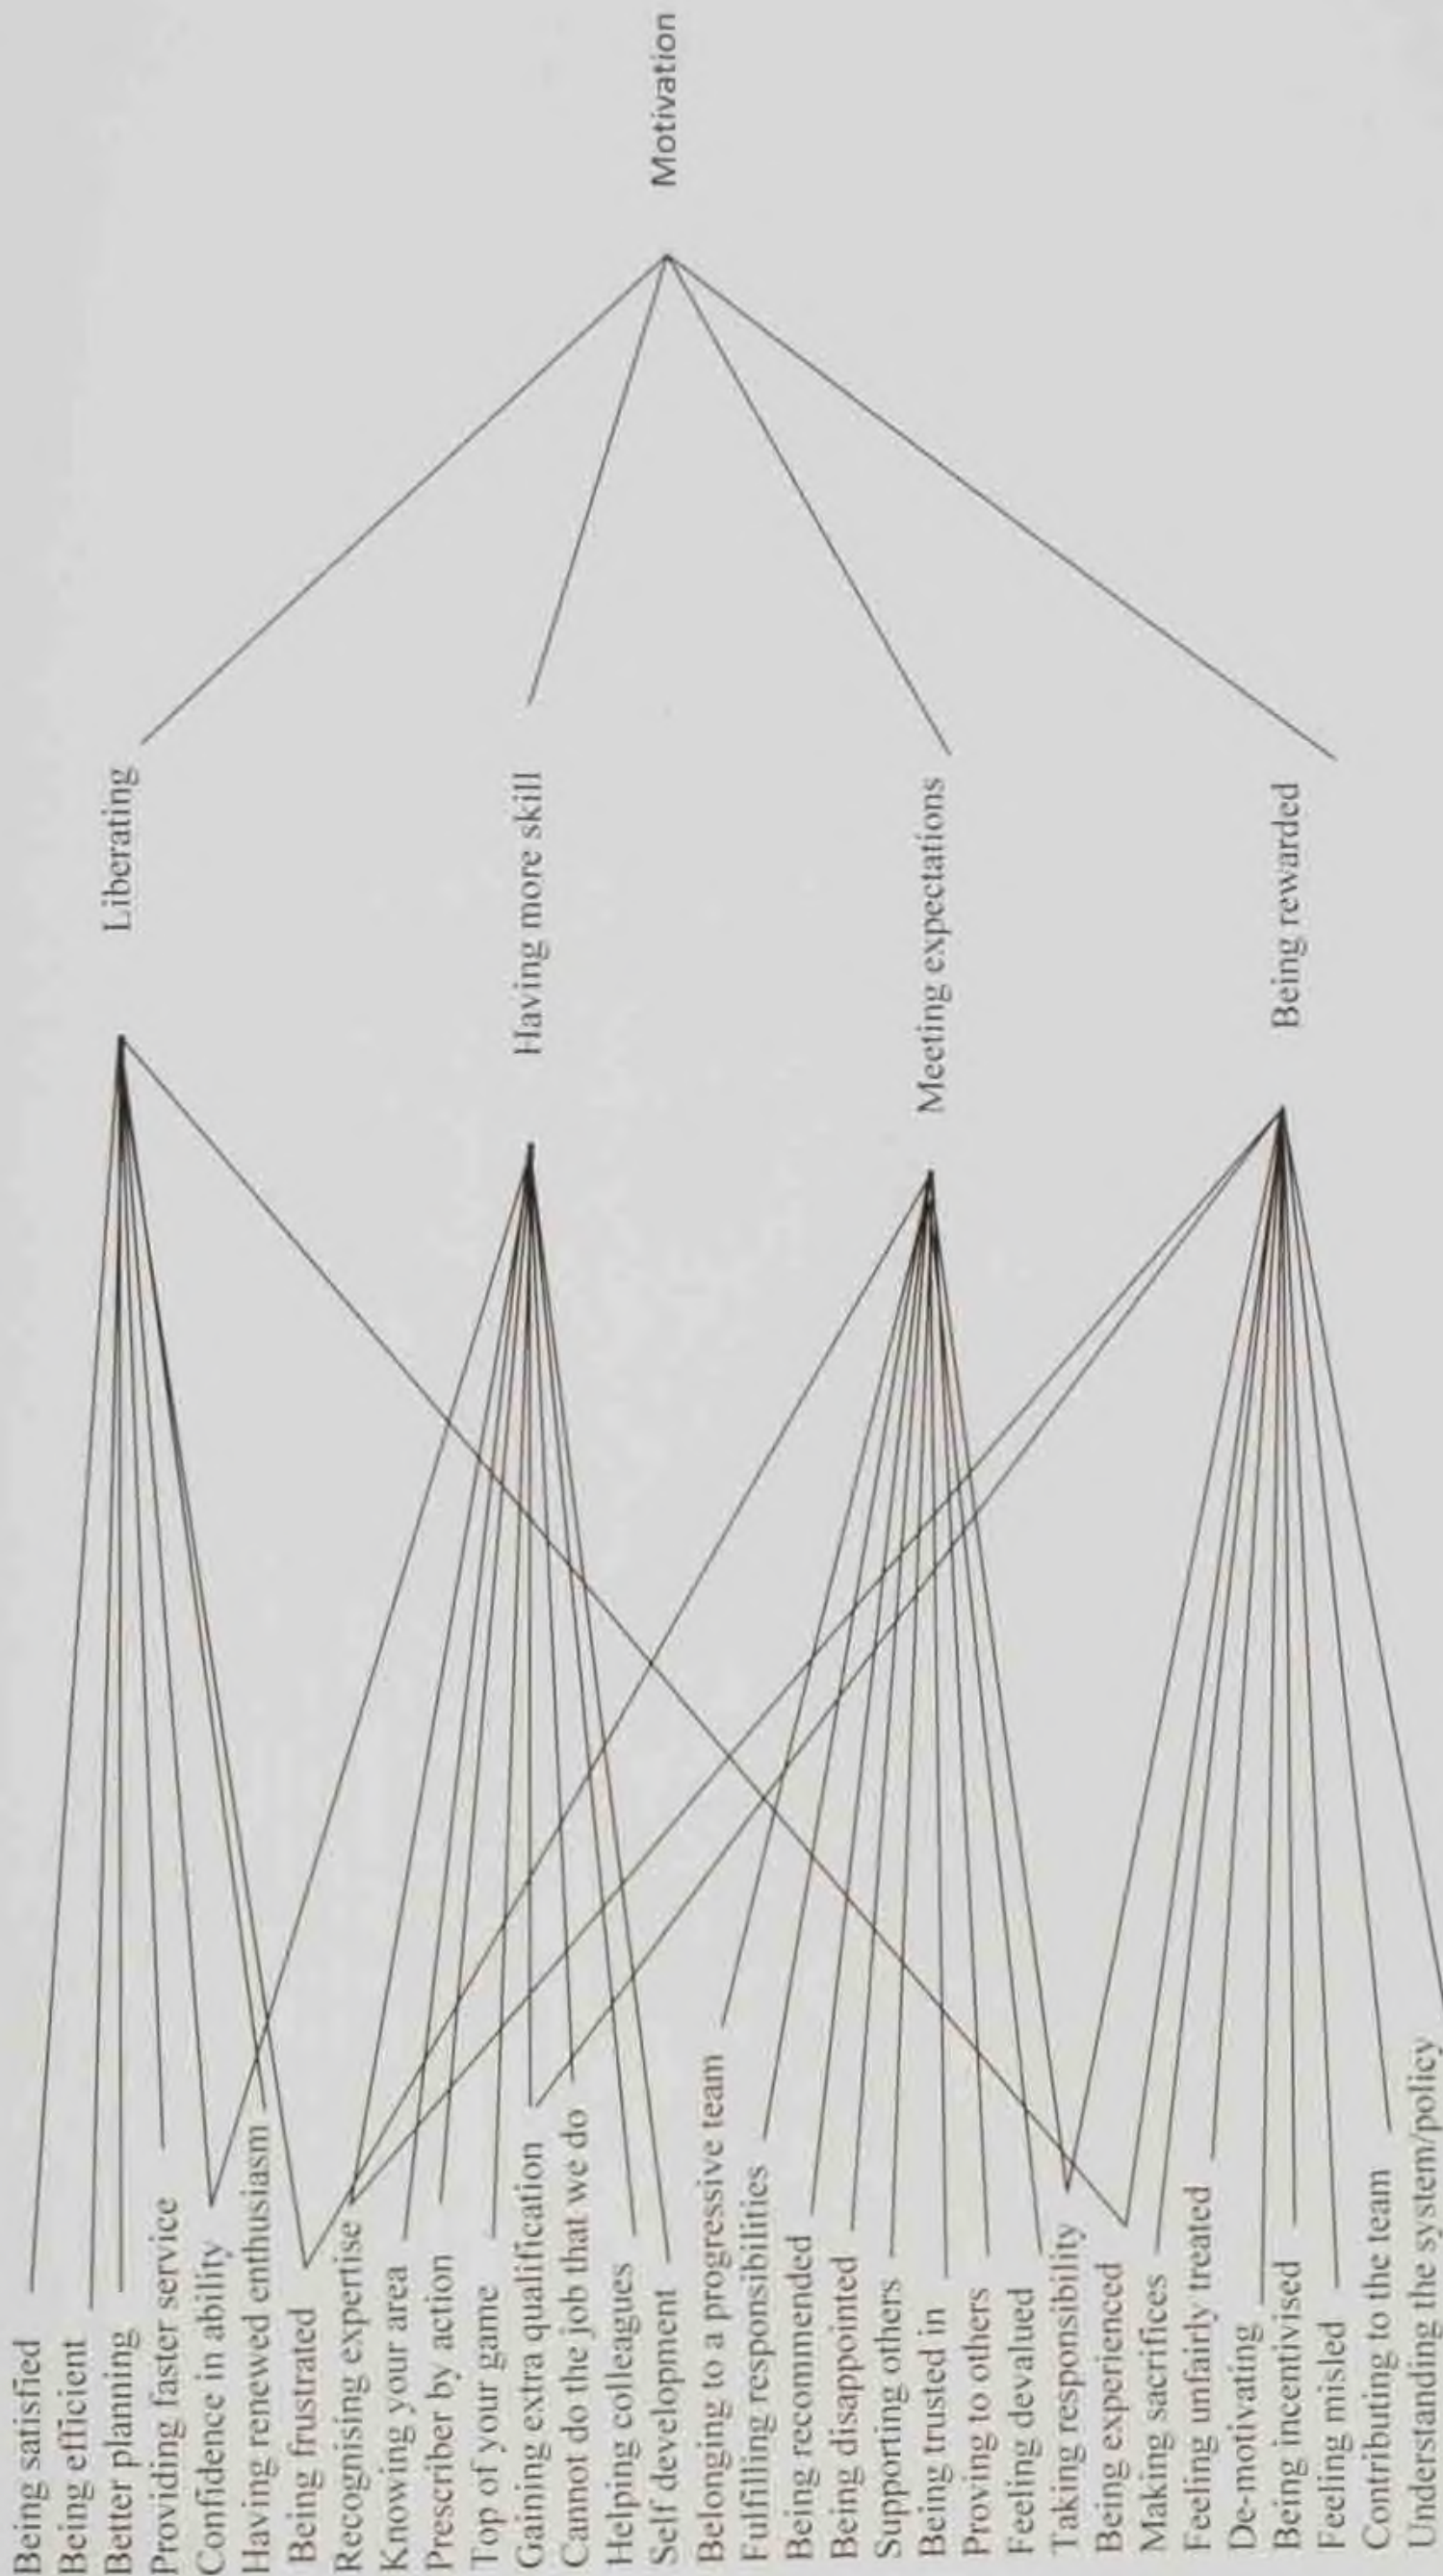 Being satisfied
Being efficient
Better planning
Providing faster service
Confidence in ability
Having renewed enthusiasm
Being frustrated
Recognising expertise
Knowing your area
Prescriber by action
Top of your game
Gaining extra qualification
Cannot do the job that we do
Helping colleagues
Self development
Belonging to a progressive team
Fulfilling responsibilities
Being recommended
Being disappointed
Supporting others
Being trusted in
Proving to others
Feeling devalued
Taking responsibility
Being experienced
Making sacrifices
Feeling unfairly treated
De-motivating
Being incentivised
Feeling misled
Contributing to the team
Understanding the system/policy
Liberating
Having more skill
Meeting expectations
Being rewarded
Motivation